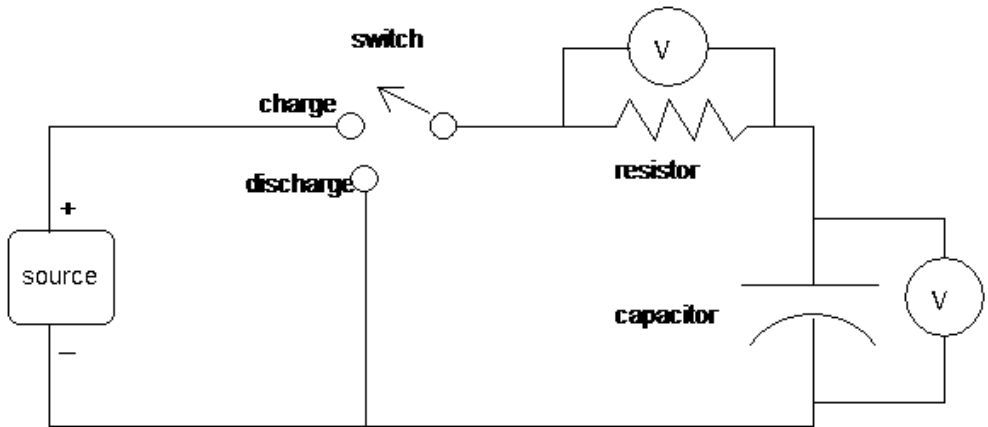 switch
V
charge
discharge
resistor
+
source
−
capacitor
V